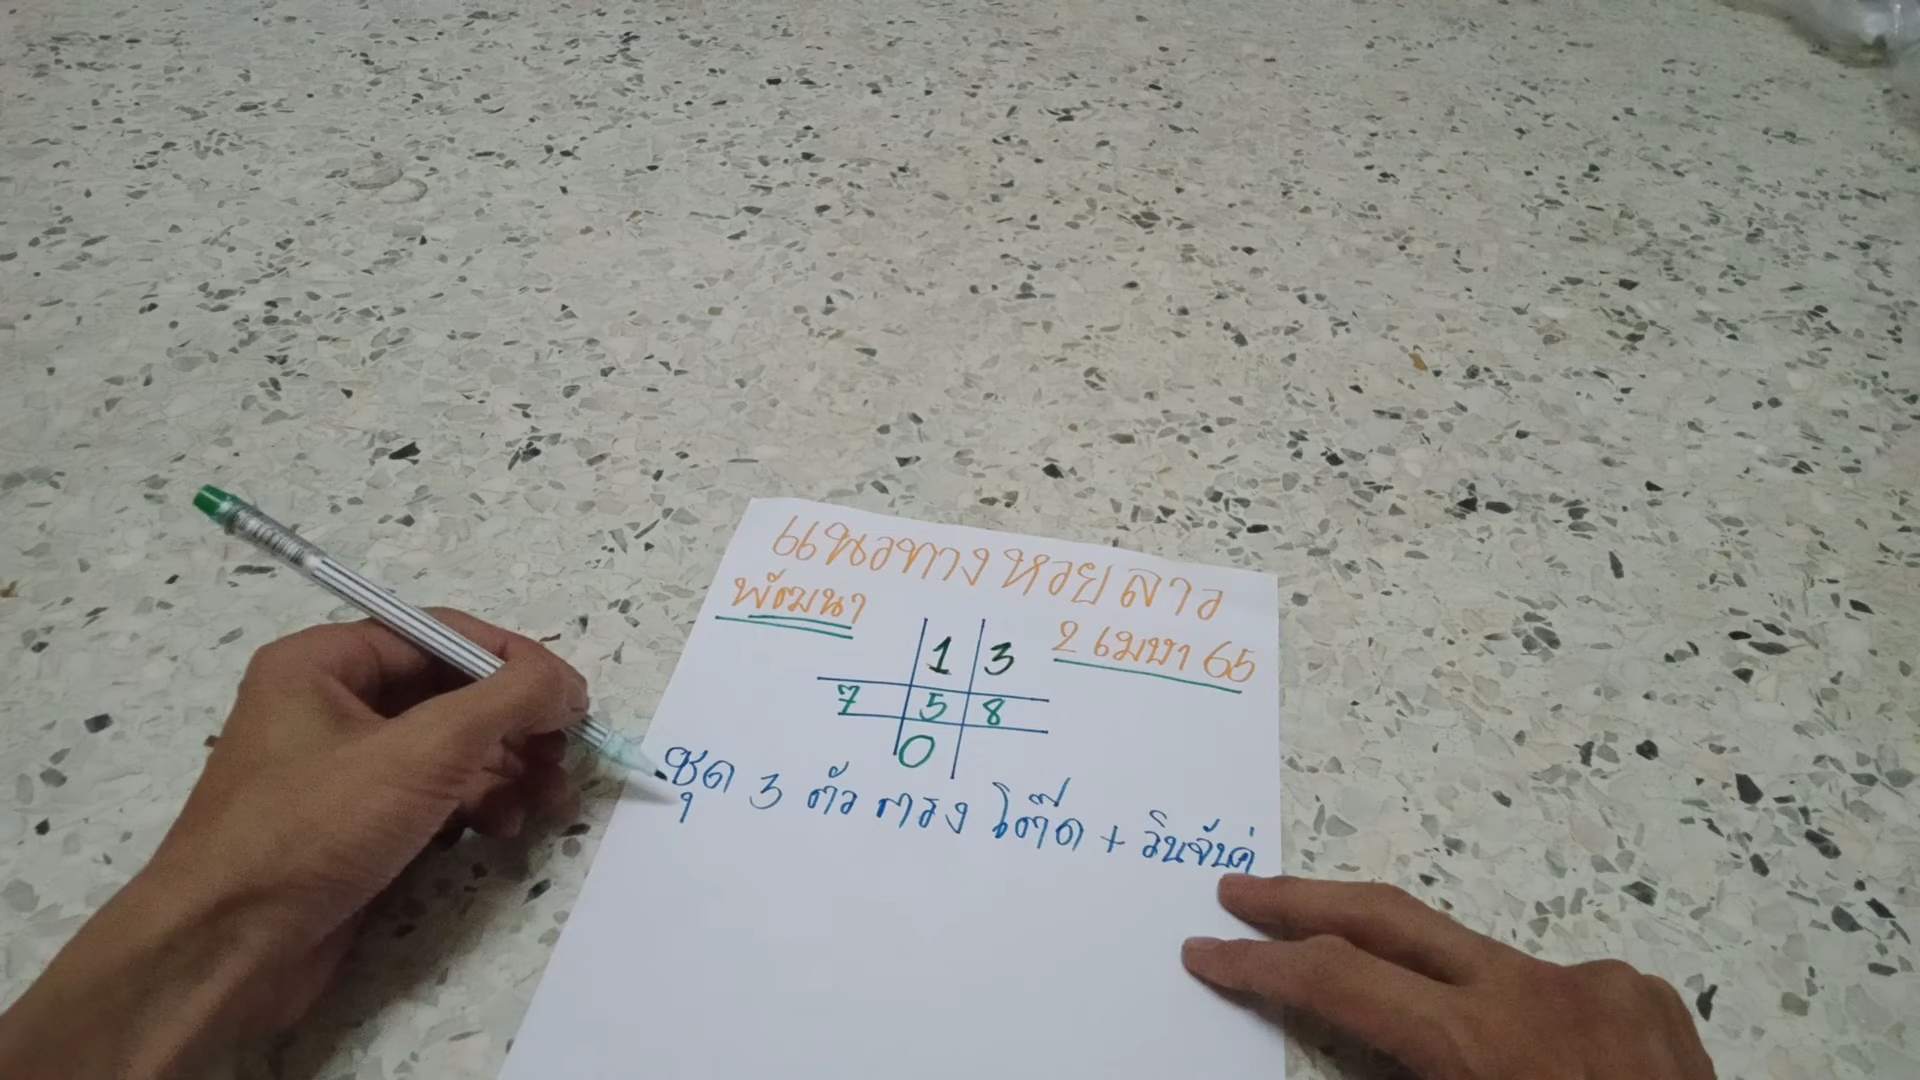 แนวทางหวยลาว
พัฒนา
2 เมษา 65
1 3
7 5 8
0
ชุด 3 ตัว ตรง โต๊ด + วินจับคู่